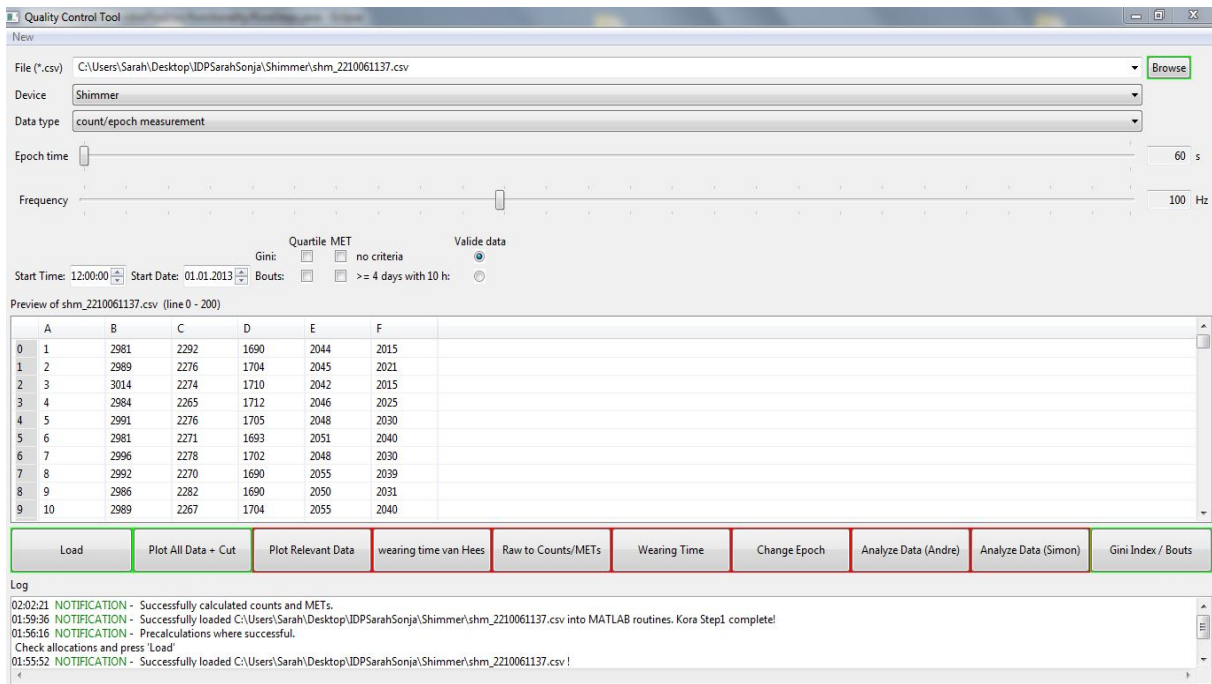 Quality Control Tool
New
File (*.csv) C:\Users\Sarah\Desktop\IDPSarahSonja\Shimmer\shm_2210061137.csv Browse
Device Shimmer
Data type count/epoch measurement
Epoch time 60 s
Frequency 100 Hz
Quartile MET Valide data
Gini: no criteria
Start Time: 12:00:00 Start Date: 01.01.2013 Bouts: >= 4 days with 10 h:
Preview of shm_2210061137.csv (line 0 - 200)
A B C D E F
0 1 2981 2292 1690 2044 2015
1 2 2989 2276 1704 2045 2021
2 3 3014 2274 1710 2042 2015
3 4 2984 2265 1712 2046 2025
4 5 2991 2276 1705 2048 2030
5 6 2981 2271 1693 2051 2040
6 7 2996 2278 1702 2048 2030
7 8 2992 2270 1690 2055 2039
8 9 2986 2282 1690 2050 2031
9 10 2989 2267 1704 2055 2040
Load Plot All Data + Cut Plot Relevant Data wearing time van Hees Raw to Counts/METs Wearing Time Change Epoch Analyze Data (Andre) Analyze Data (Simon) Gini Index / Bouts
Log
02:02:21 NOTIFICATION - Successfully calculated counts and METs.
01:59:36 NOTIFICATION - Successfully loaded C:\Users\Sarah\Desktop\IDPSarahSonja\Shimmer\shm_2210061137.csv into MATLAB routines. Kora Step1 complete!
01:56:16 NOTIFICATION - Precalculations where successful.
Check allocations and press 'Load'
01:55:52 NOTIFICATION - Successfully loaded C:\Users\Sarah\Desktop\IDPSarahSonja\Shimmer\shm_2210061137.csv !